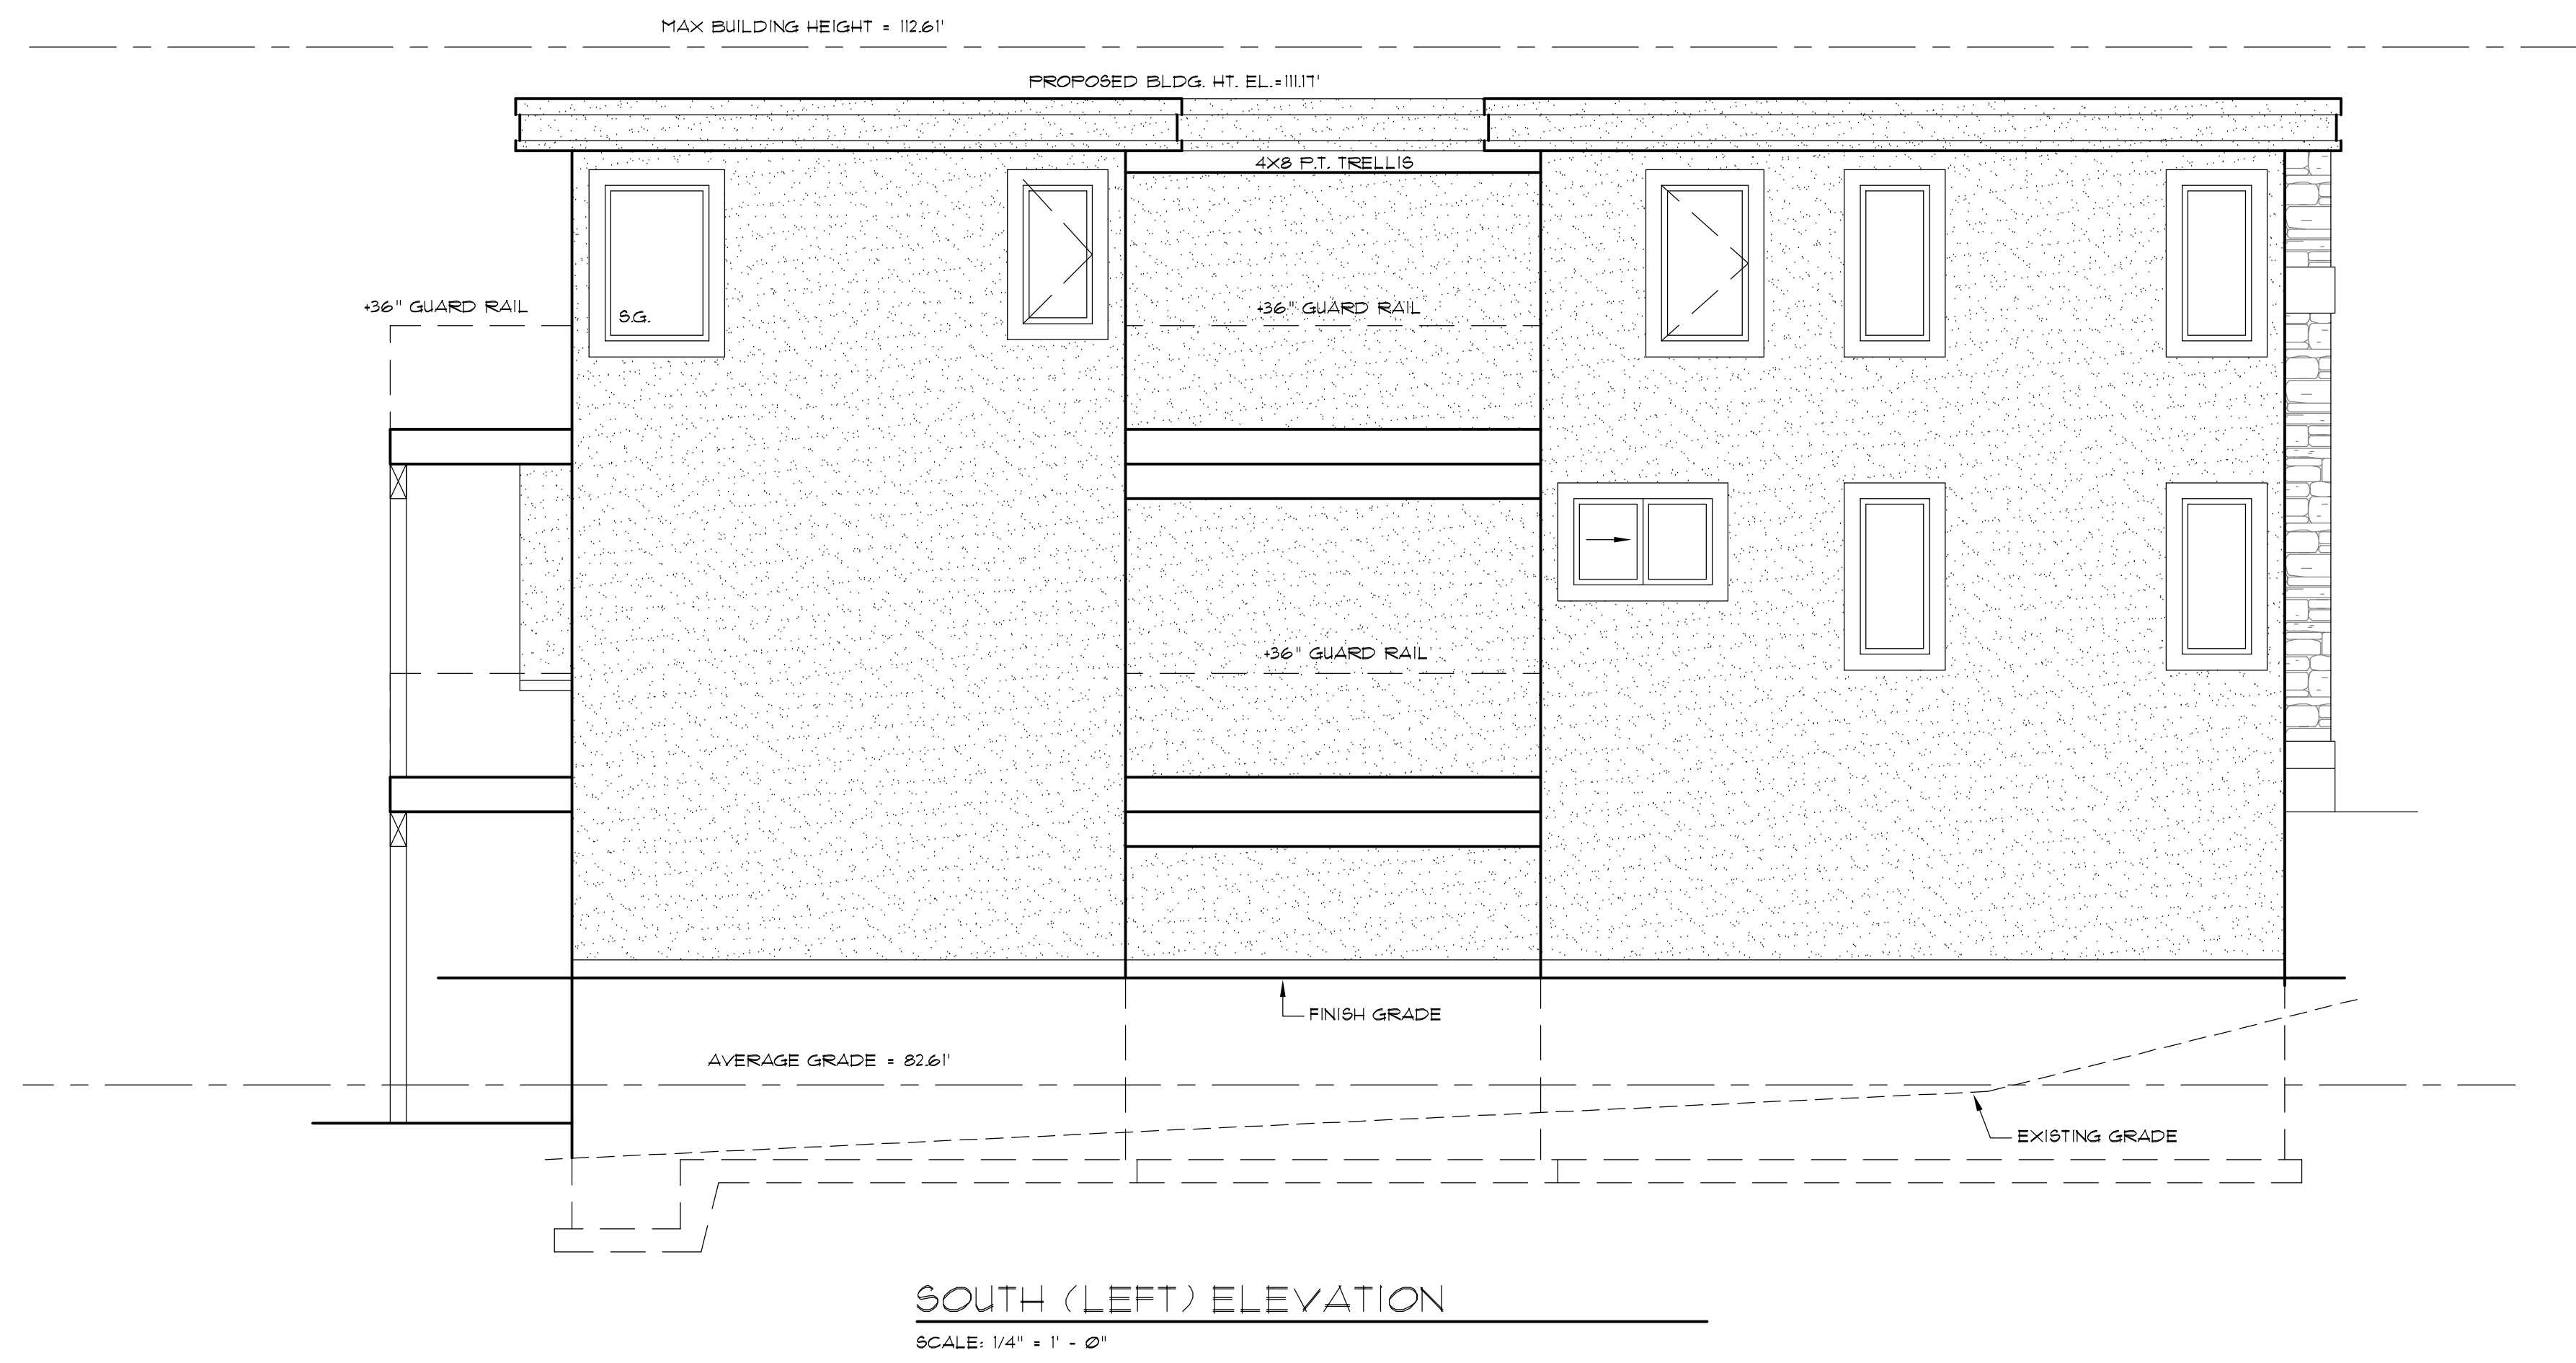 MAX BUILDING HEIGHT = 112.61'
PROPOSED BLDG. HT. EL.=111.17'
4X8 P.T. TRELLIS
+36" GUARD RAIL
S.G.
+36" GUARD RAIL
+36" GUARD RAIL
FINISH GRADE
AVERAGE GRADE = 82.61'
EXISTING GRADE
SOUTH (LEFT) ELEVATION
SCALE: 1/4" = 1' - 0"